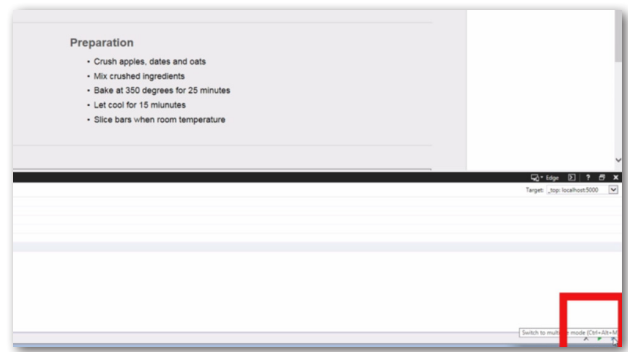 Preparation
• Crush apples, dates and oats
• Mix crushed ingredients
• Bake at 350 degrees for 25 minutes
• Let cool for 15 miunutes
• Slice bars when room temperature
Edge ? x
Target: _top: localhost:5000
Switch to mode (Ctrl+Alt+M